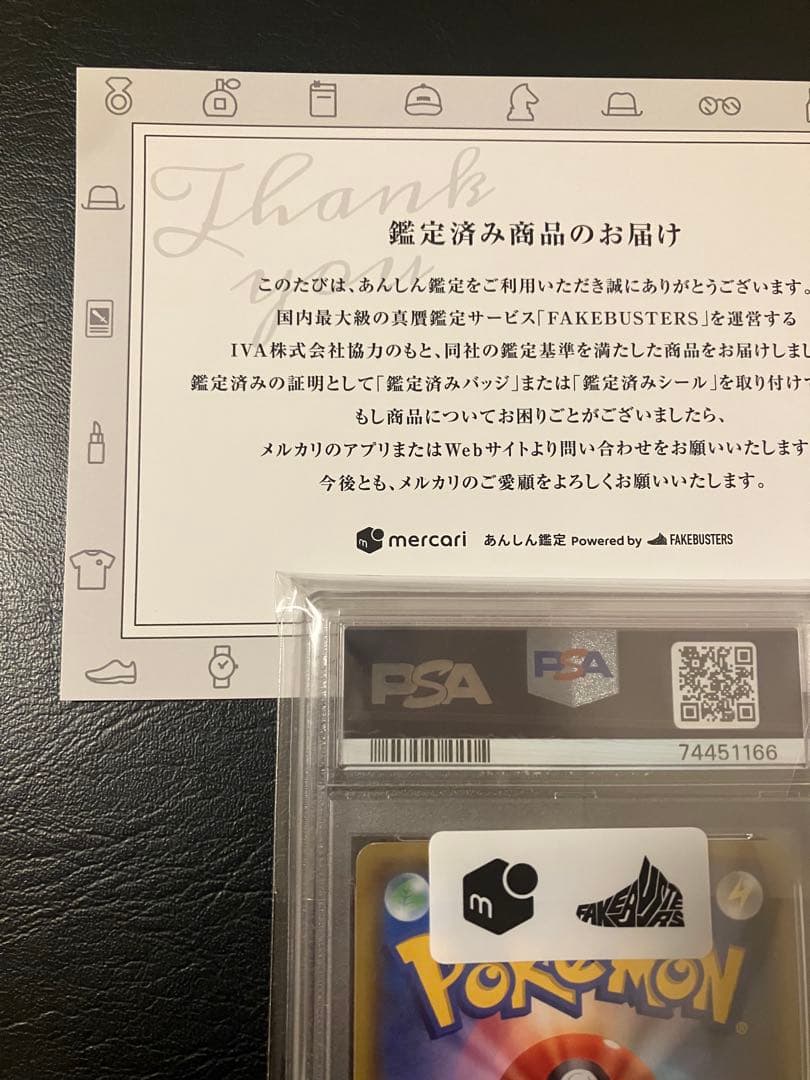 Thank you
鑑定済み商品のお届け
このたびは、あんしん鑑定をご利用いただき誠にありがとうございます。
国内最大級の真贋鑑定サービス「FAKEBUSTERS」を運営する
IVA株式会社協力のもと、同社の鑑定基準を満たした商品をお届けしまし
鑑定済みの証明として「鑑定済みバッジ」または「鑑定済みシール」を取り付けて
もし商品についてお困りごとがございましたら、
メルカリのアプリまたはWebサイトより問い合わせをお願いいたします
今後とも、メルカリのご愛顧をよろしくお願いいたします。
m mercari あんしん鑑定 Powered by FAKEBUSTERS
PSA PSA
74451166
m FAKEBUSTERS
POKÉMON ®